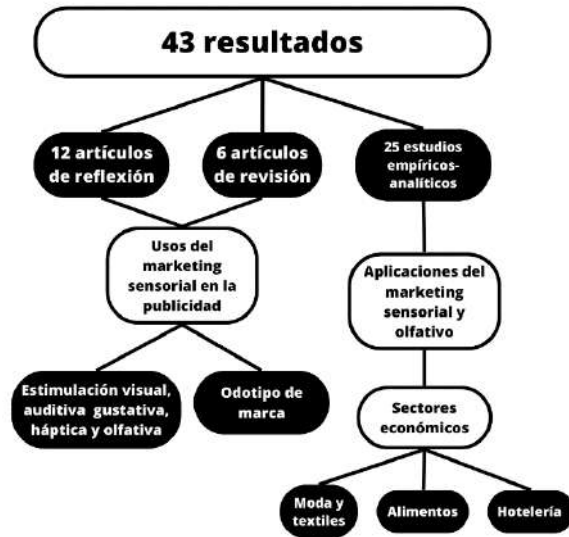 43 resultados
12 artículos
de reflexión
6 artículos
de revisión
25 estudios
empíricos-
analíticos
Usos del
marketing
sensorial en la
publicidad
Aplicaciones del
marketing
sensorial y
olfativo
Estimulación visual,
auditiva gustativa,
háptica y olfativa
Odotipo de
marca
Sectores
económicos
Moda y
textiles
Alimentos
Hotelería